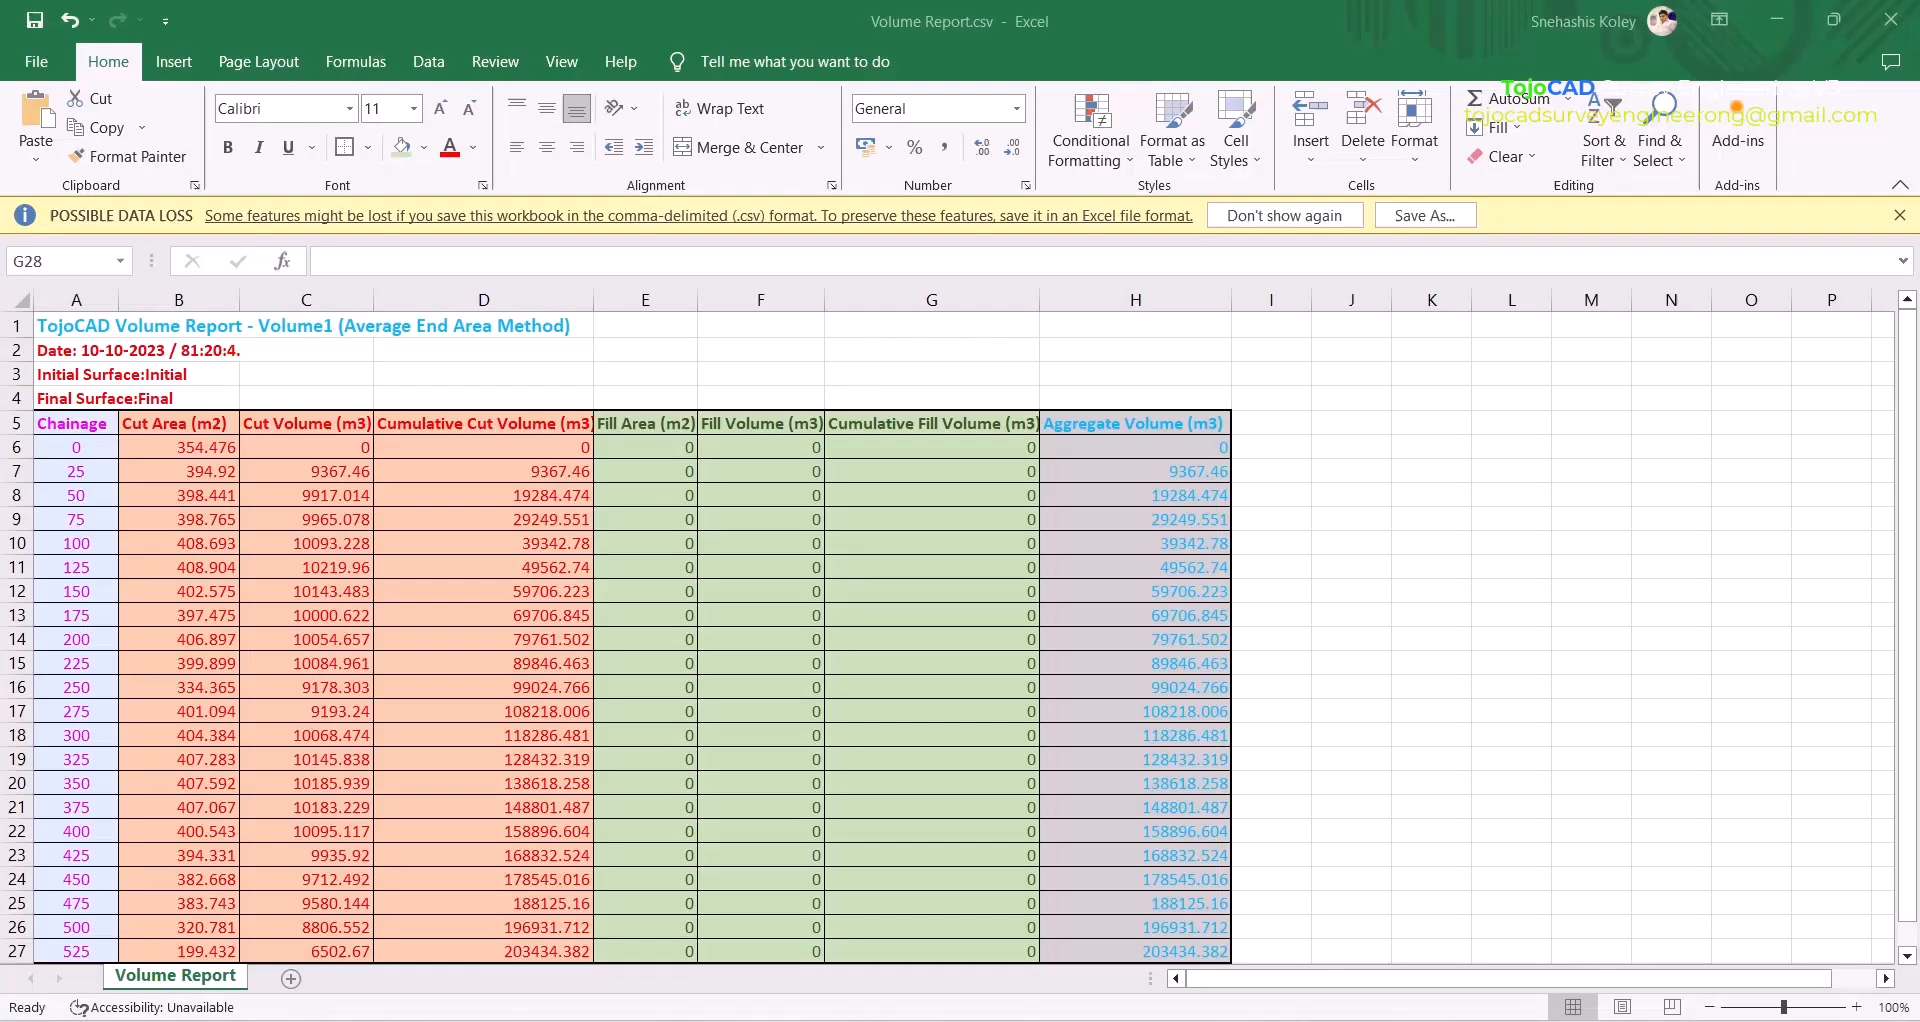 Volume Report.csv - Excel
Snehashis Koley
File Home Insert Page Layout Formulas Data Review View Help Tell me what you want to do
TojoCAD
tojocadsurveyengineerong@gmail.com
Paste
Cut
Copy
Format Painter
Clipboard
Calibri 11
B I U
Font
Wrap Text
Merge & Center
Alignment
General
Number
Conditional Formatting
Format as Table
Cell Styles
Styles
Insert Delete Format
Cells
AutoSum
Fill
Clear
Sort & Filter
Find & Select
Editing
Add-ins
Add-ins
POSSIBLE DATA LOSS Some features might be lost if you save this workbook in the comma-delimited (.csv) format. To preserve these features, save it in an Excel file format. Don't show again Save As...
G28 fx
A B C D E F G H I J K L M N O P
1 TojoCAD Volume Report - Volume1 (Average End Area Method)
2 Date: 10-10-2023 / 81:20:4.
3 Initial Surface:Initial
4 Final Surface:Final
5 Chainage Cut Area (m2) Cut Volume (m3) Cumulative Cut Volume (m3) Fill Area (m2) Fill Volume (m3) Cumulative Fill Volume (m3) Aggregate Volume (m3)
6 0 354.476 0 0 0 0 0 0
7 25 394.92 9367.46 9367.46 0 0 0 9367.46
8 50 398.441 9917.014 19284.474 0 0 0 19284.474
9 75 398.765 9965.078 29249.551 0 0 0 29249.551
10 100 408.693 10093.228 39342.78 0 0 0 39342.78
11 125 408.904 10219.96 49562.74 0 0 0 49562.74
12 150 402.575 10143.483 59706.223 0 0 0 59706.223
13 175 397.475 10000.622 69706.845 0 0 0 69706.845
14 200 406.897 10054.657 79761.502 0 0 0 79761.502
15 225 399.899 10084.961 89846.463 0 0 0 89846.463
16 250 334.365 9178.303 99024.766 0 0 0 99024.766
17 275 401.094 9193.24 108218.006 0 0 0 108218.006
18 300 404.384 10068.474 118286.481 0 0 0 118286.481
19 325 407.283 10145.838 128432.319 0 0 0 128432.319
20 350 407.592 10185.939 138618.258 0 0 0 138618.258
21 375 407.067 10183.229 148801.487 0 0 0 148801.487
22 400 400.543 10095.117 158896.604 0 0 0 158896.604
23 425 394.331 9935.92 168832.524 0 0 0 168832.524
24 450 382.668 9712.492 178545.016 0 0 0 178545.016
25 475 383.743 9580.144 188125.16 0 0 0 188125.16
26 500 320.781 8806.552 196931.712 0 0 0 196931.712
27 525 199.432 6502.67 203434.382 0 0 0 203434.382
Volume Report
Ready Accessibility: Unavailable 100%